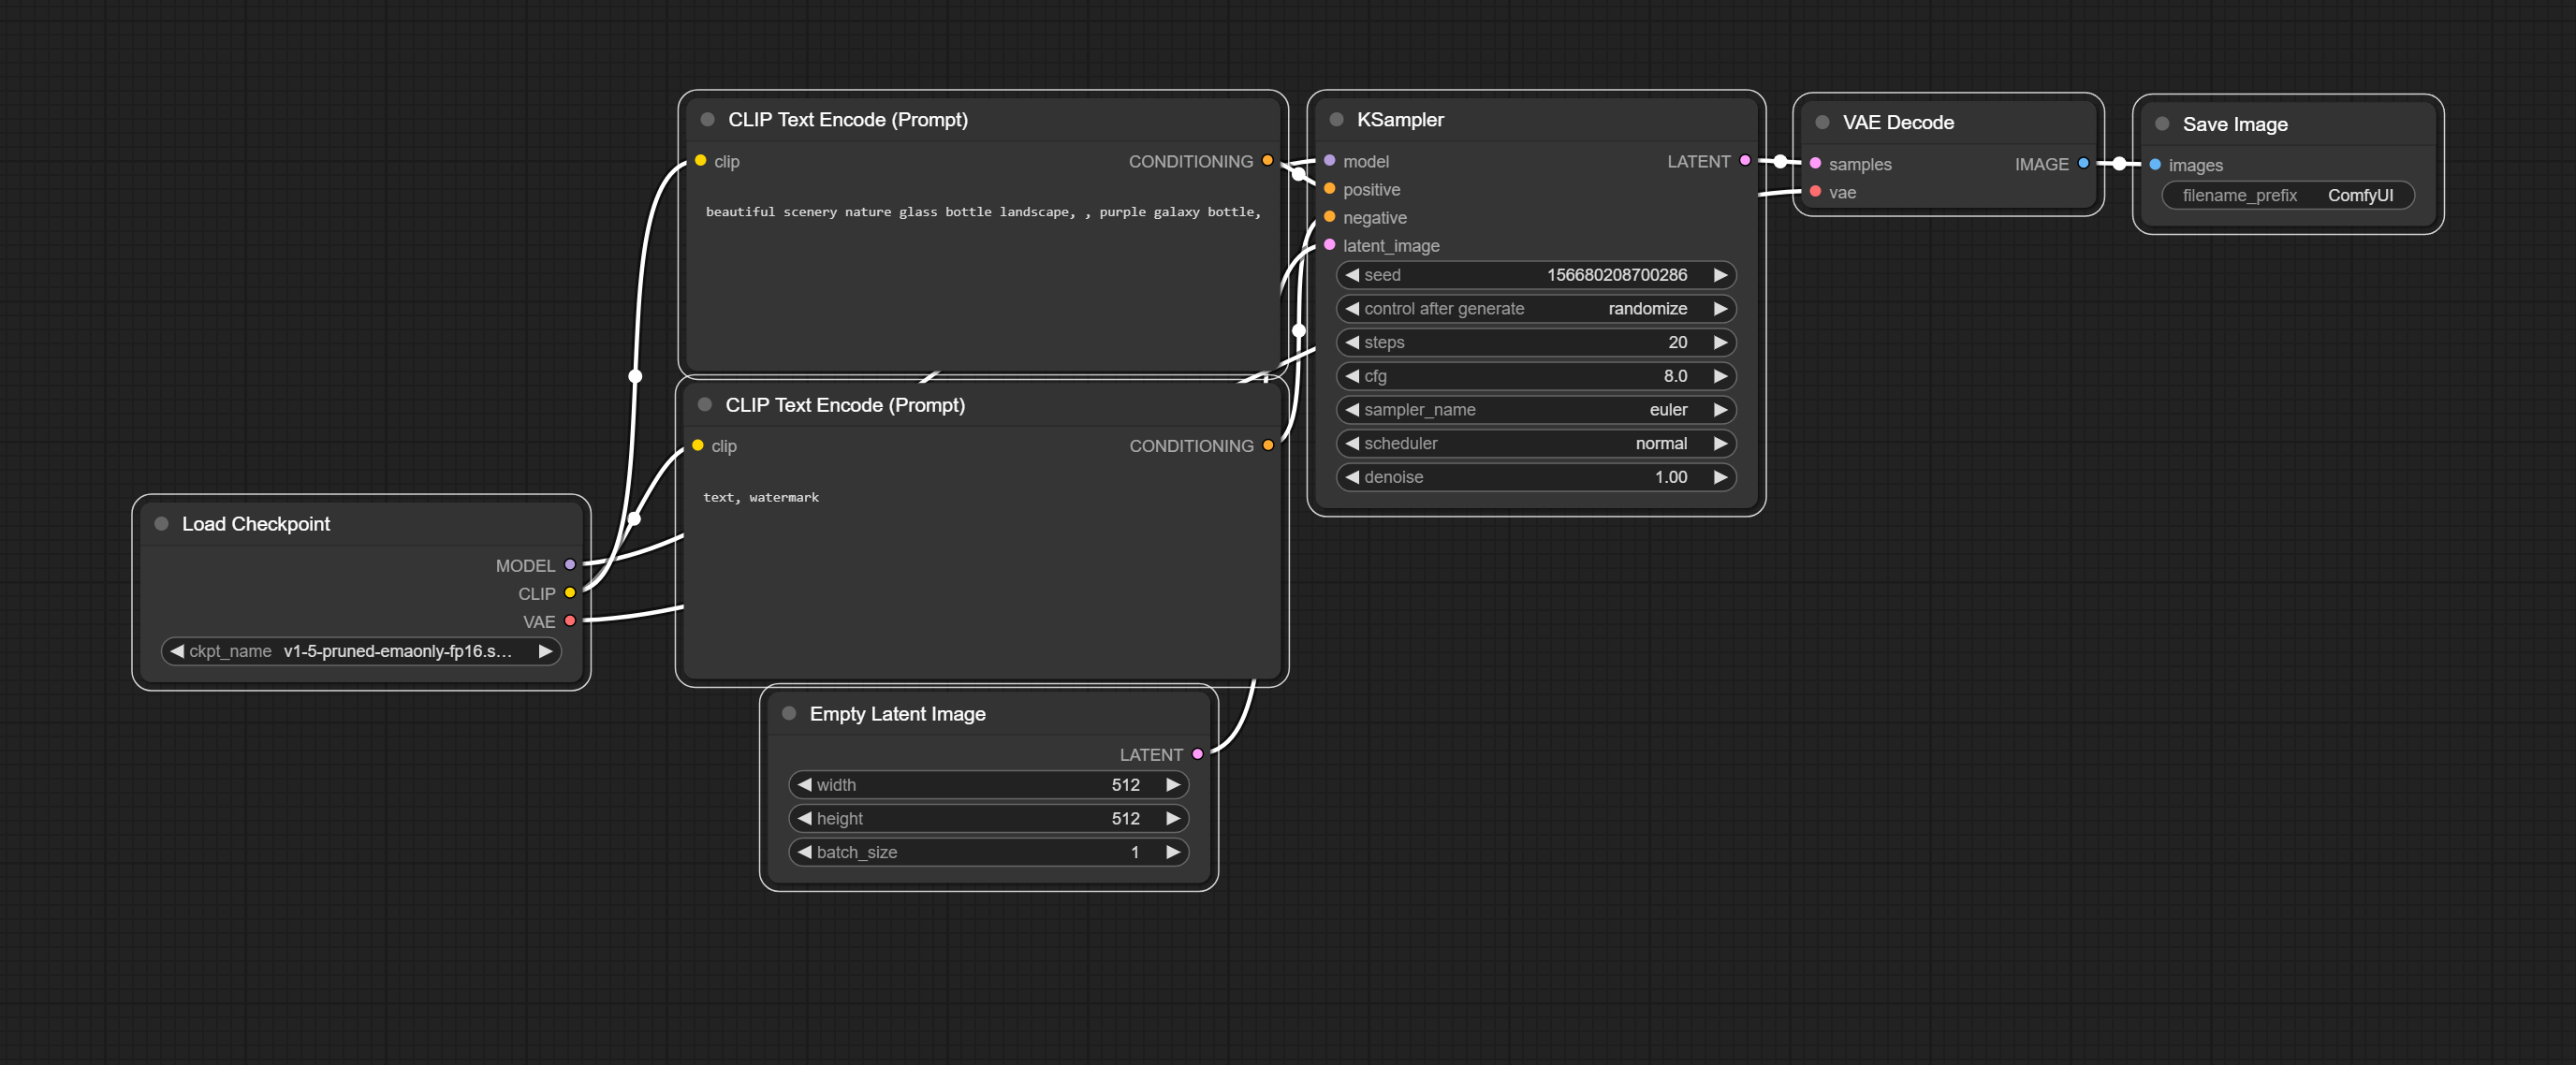 CLIP Text Encode (Prompt)
clip CONDITIONING
beautiful scenery nature glass bottle landscape, , purple galaxy bottle,
CLIP Text Encode (Prompt)
clip CONDITIONING
text, watermark
Load Checkpoint
MODEL
CLIP
VAE
ckpt_name v1-5-pruned-emaonly-fp16.s...
Empty Latent Image
LATENT
width 512
height 512
batch_size 1
KSampler
model LATENT
positive
negative
latent_image
seed 156680208700286
control after generate randomize
steps 20
cfg 8.0
sampler_name euler
scheduler normal
denoise 1.00
VAE Decode
samples IMAGE
vae
Save Image
images
filename_prefix ComfyUI